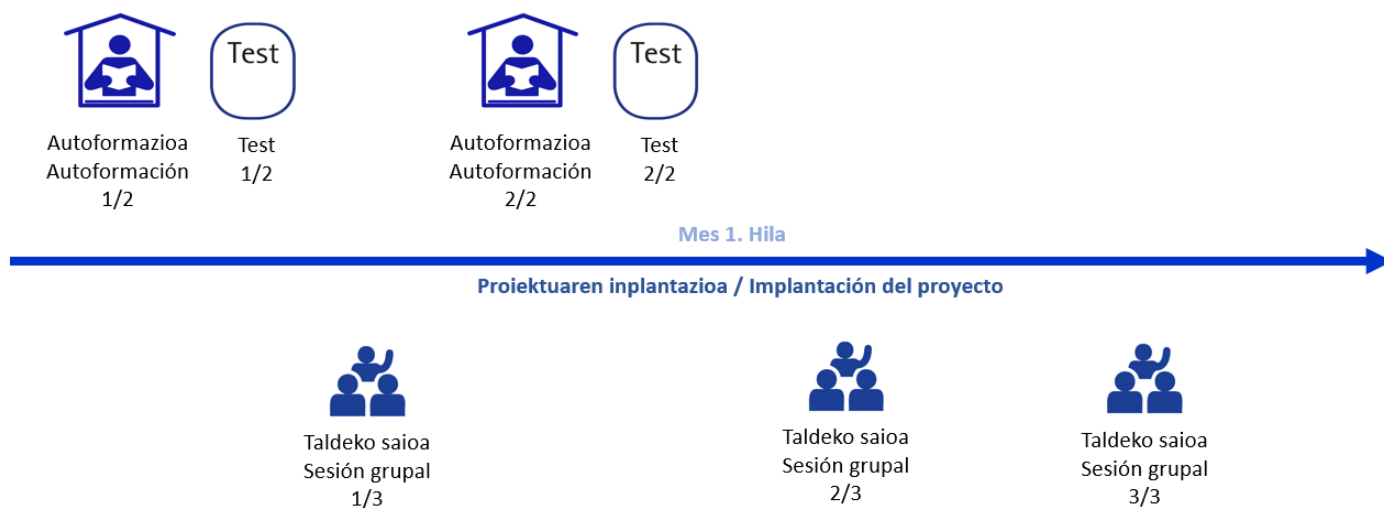 Test
Test
Autoformazioa
Autoformación
1/2
Test
1/2
Autoformazioa
Autoformación
2/2
Test
2/2
Mes 1. Hila
Proiektuaren inplantazioa / Implantación del proyecto
Taldeko saioa
Sesión grupal
1/3
Taldeko saioa
Sesión grupal
2/3
Taldeko saioa
Sesión grupal
3/3